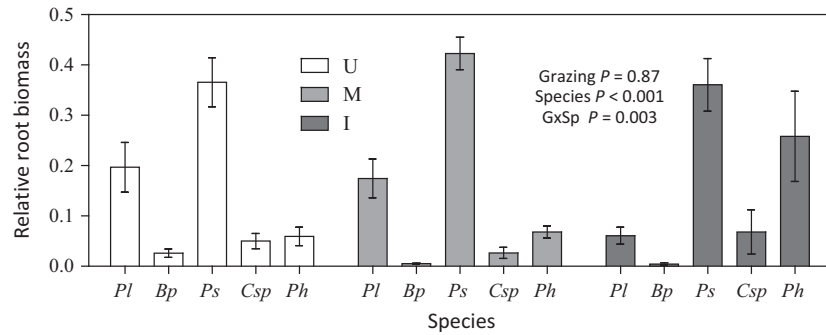 0.5
0.4
0.3
0.2
0.1
0.0
Relative root biomass
U
M
I
Grazing P = 0.87
Species P < 0.001
GxSp P = 0.003
Pl Bp Ps Csp Ph Pl Bp Ps Csp Ph Pl Bp Ps Csp Ph
Species